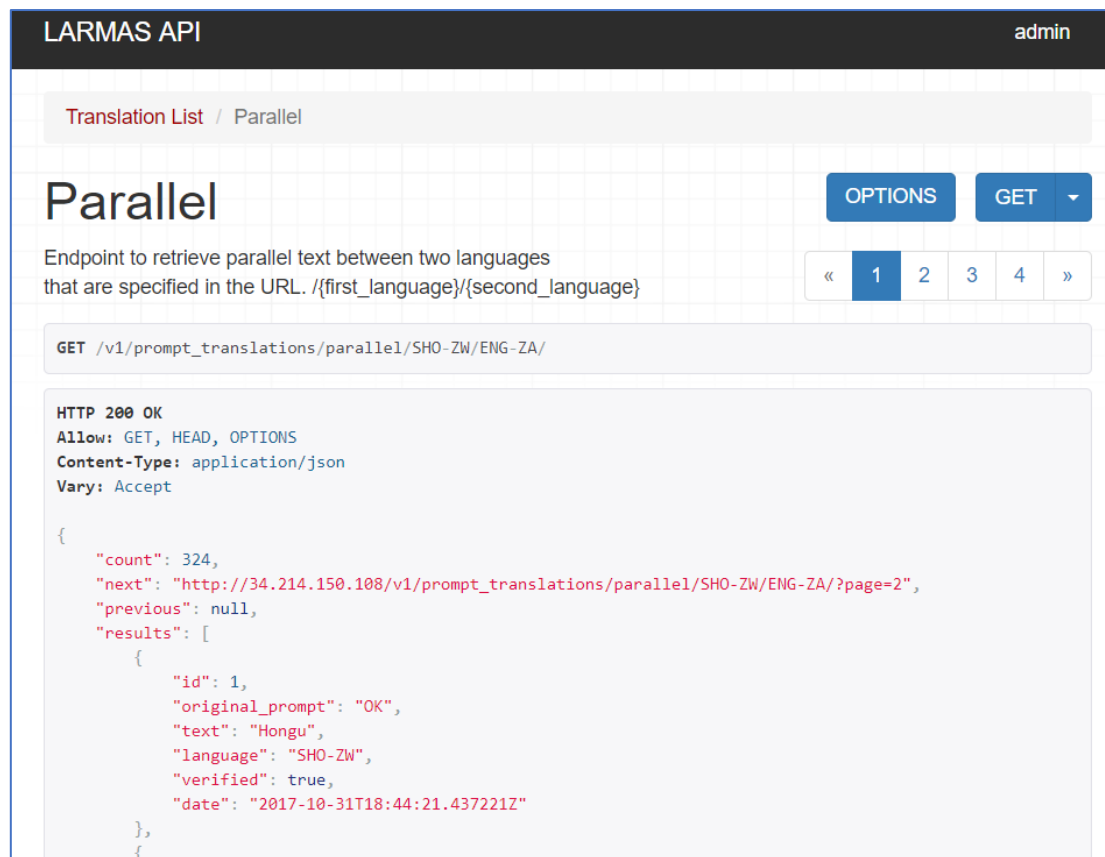 LARMAS API admin
Translation List / Parallel
Parallel
OPTIONS GET
Endpoint to retrieve parallel text between two languages
that are specified in the URL. /{first_language}/{second_language}
« 1 2 3 4 »
GET /v1/prompt_translations/parallel/SHO-ZW/ENG-ZA/
HTTP 200 OK
Allow: GET, HEAD, OPTIONS
Content-Type: application/json
Vary: Accept
{
    "count": 324,
    "next": "http://34.214.150.108/v1/prompt_translations/parallel/SHO-ZW/ENG-ZA/?page=2",
    "previous": null,
    "results": [
        {
            "id": 1,
            "original_prompt": "OK",
            "text": "Hongu",
            "language": "SHO-ZW",
            "verified": true,
            "date": "2017-10-31T18:44:21.437221Z"
        },
        {